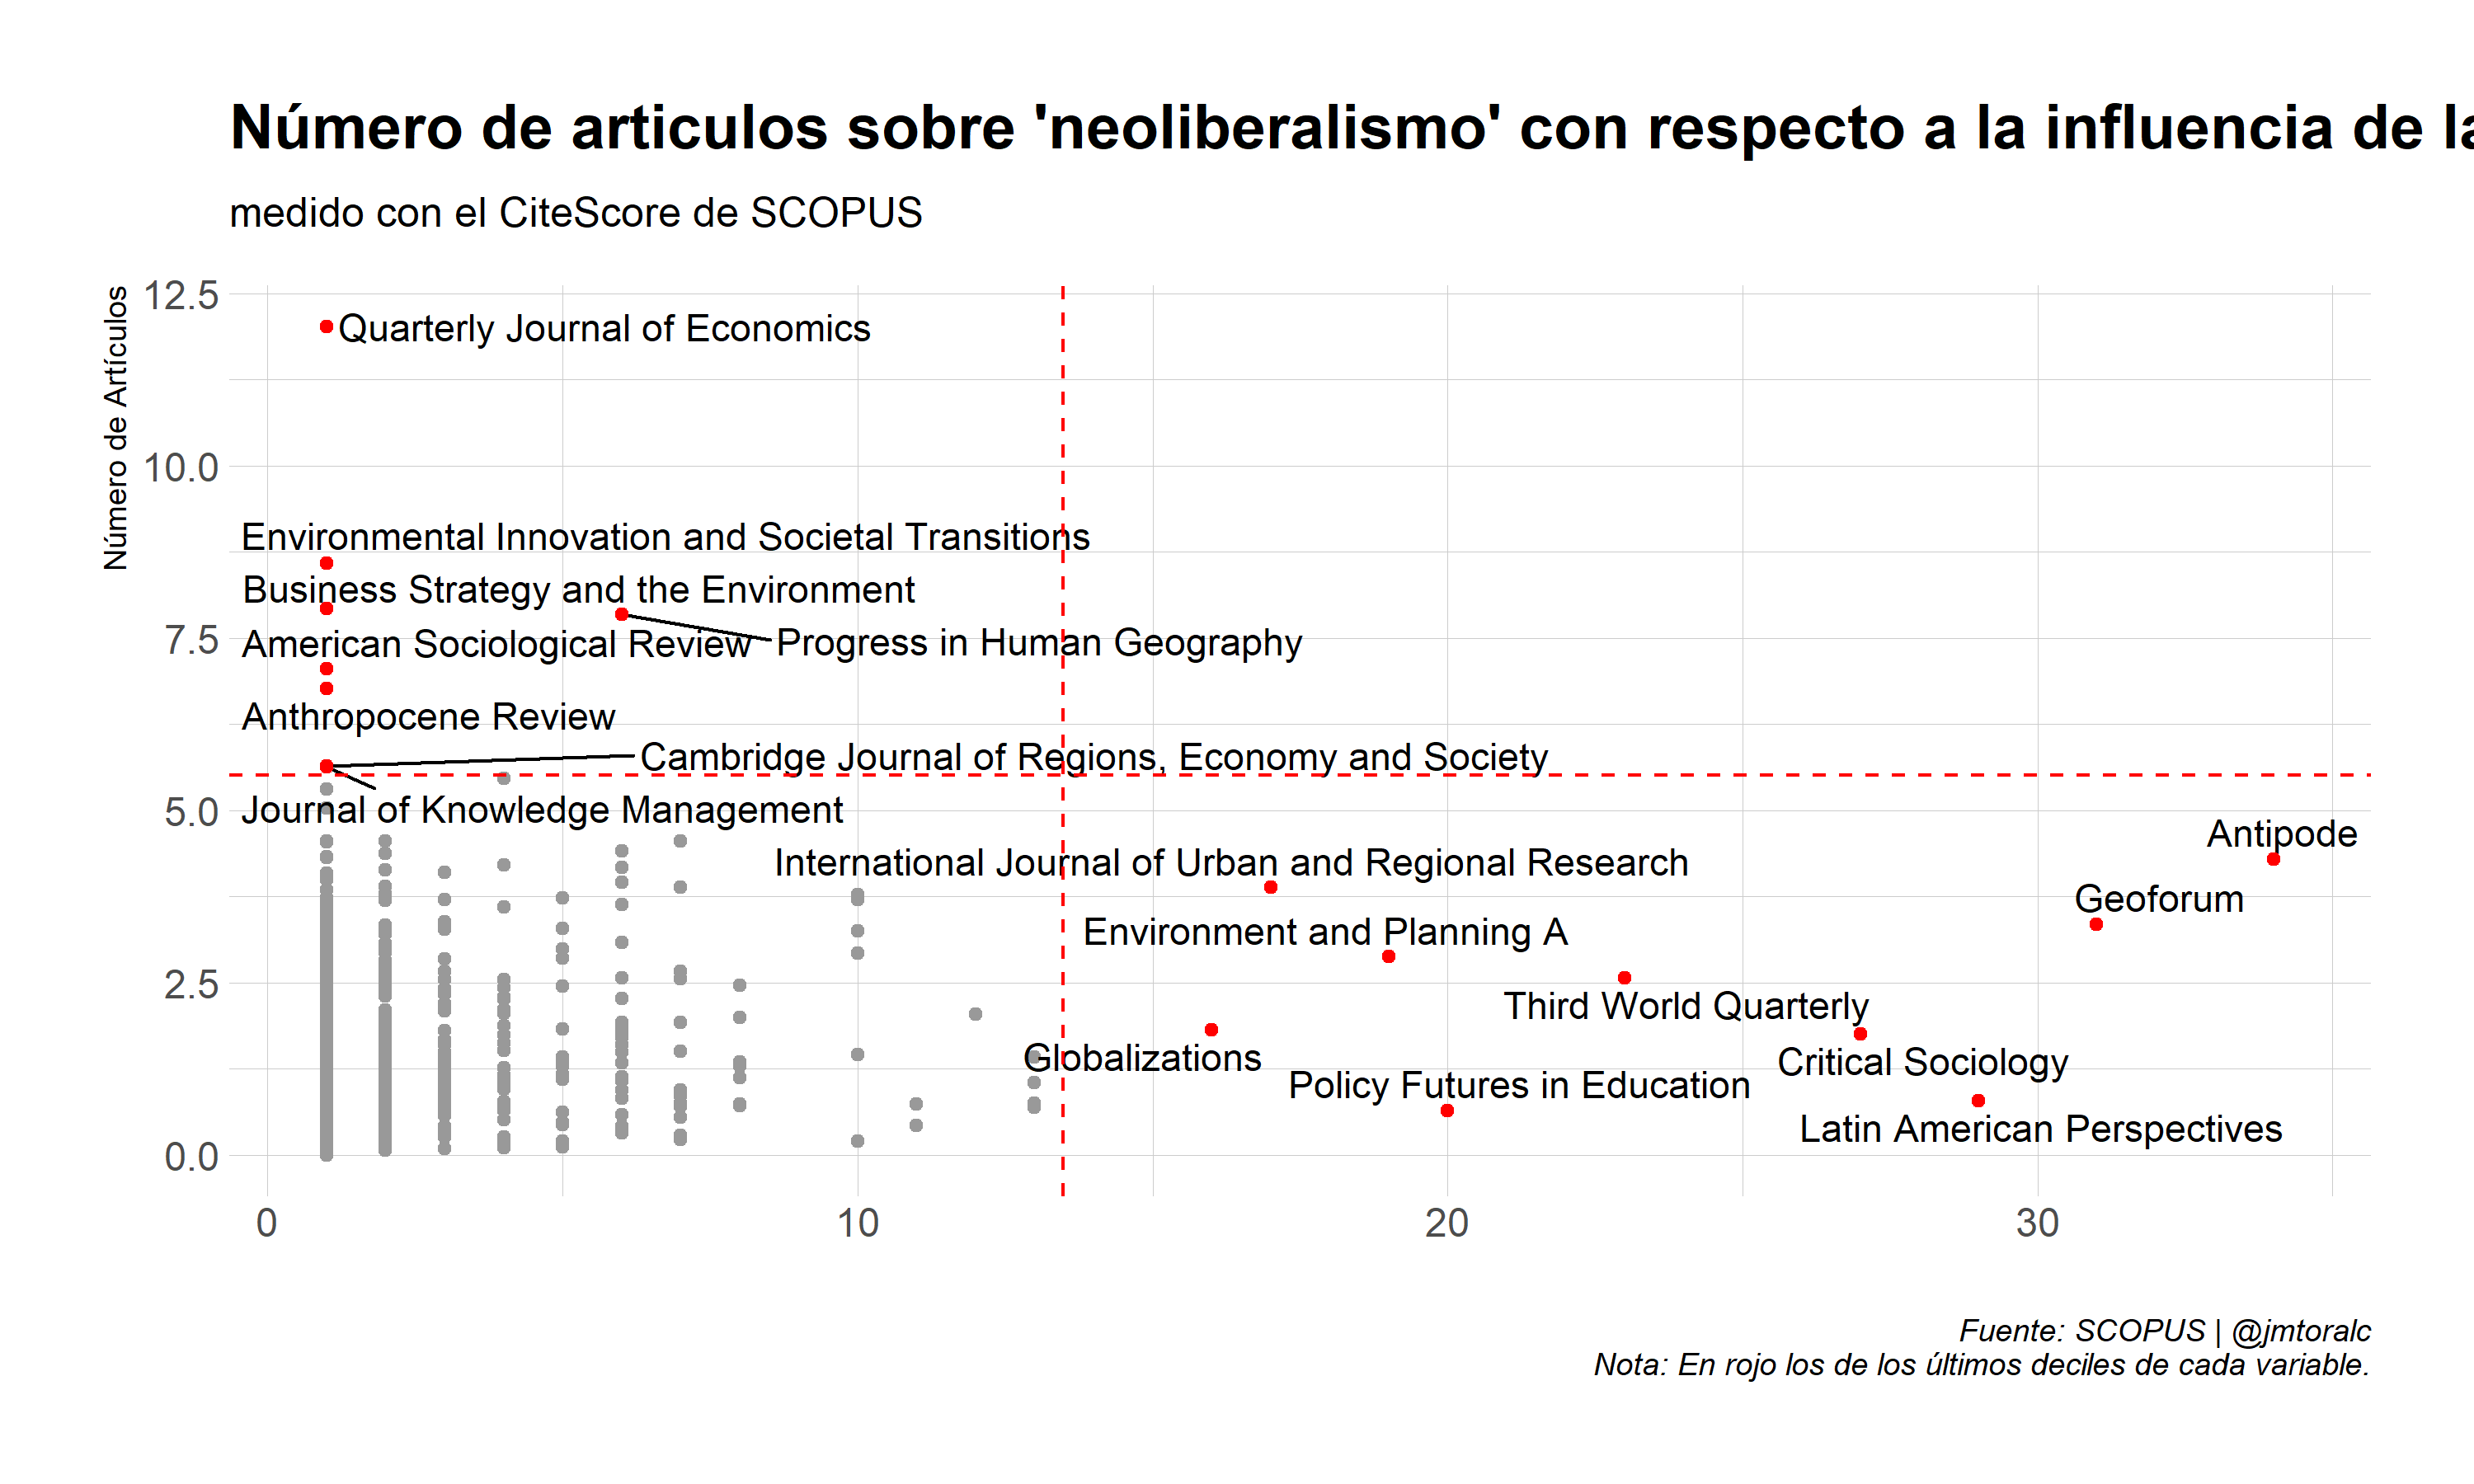 Número de articulos sobre 'neoliberalismo' con respecto a la influencia de la
medido con el CiteScore de SCOPUS
Número de Artículos
12.5
10.0
7.5
5.0
2.5
0.0
Quarterly Journal of Economics
Environmental Innovation and Societal Transitions
Business Strategy and the Environment
American Sociological Review
Progress in Human Geography
Anthropocene Review
Cambridge Journal of Regions, Economy and Society
Journal of Knowledge Management
Antipode
International Journal of Urban and Regional Research
Geoforum
Environment and Planning A
Third World Quarterly
Globalizations
Critical Sociology
Policy Futures in Education
Latin American Perspectives
0
10
20
30
Fuente: SCOPUS | @jmtoralc
Nota: En rojo los de los últimos deciles de cada variable.